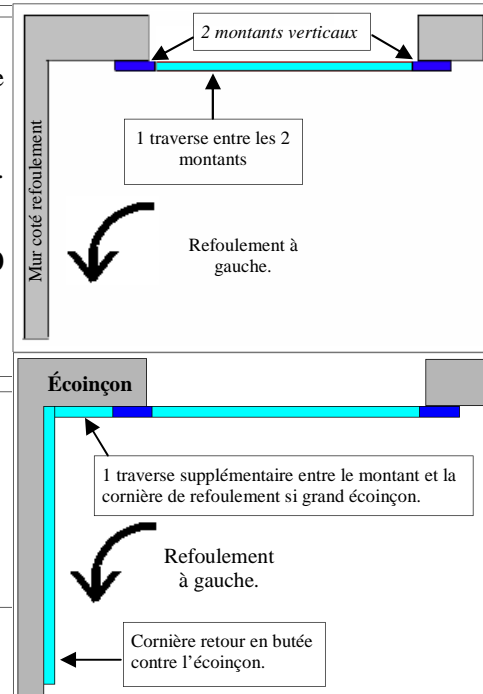 2 montants verticaux
1 traverse entre les 2
montants
Mur coté refoulement
Refoulement à
gauche.
Écoinçon
1 traverse supplémentaire entre le montant et la
cornière de refoulement si grand écoinçon.
Refoulement
à gauche.
Cornière retour en butée
contre l’écoinçon.